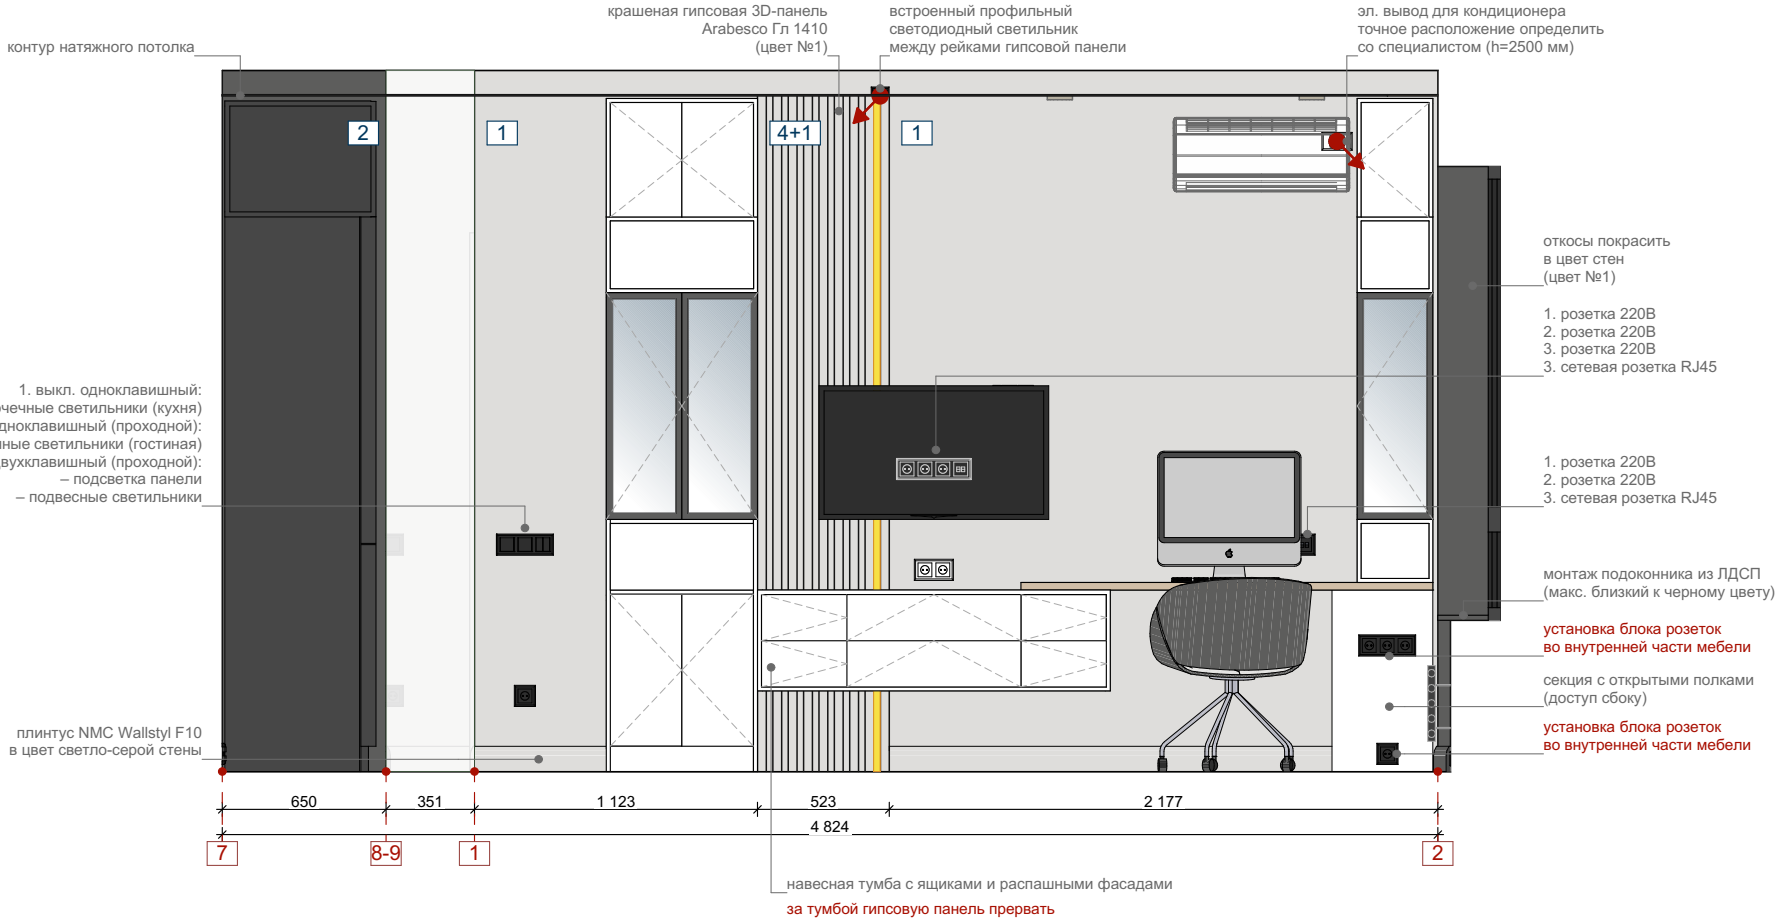 крашеная гипсовая 3D-панель
Arabesco Гл 1410
(цвет №1)
встроенный профильный
светодиодный светильник
между рейками гипсовой панели
эл. вывод для кондиционера
точное расположение определить
со специалистом (h=2500 мм)
контур натяжного потолка
2
1
4+1
1
откосы покрасить
в цвет стен
(цвет №1)
1. розетка 220В
2. розетка 220В
3. розетка 220В
3. сетевая розетка RJ45
1. выкл. одноклавишный:
светильники (кухня)
(проходной):
светильники (гостиная)
(проходной):
– подсветка панели
– подвесные светильники
1. розетка 220В
2. розетка 220В
3. сетевая розетка RJ45
монтаж подоконника из ЛДСП
(макс. близкий к черному цвету)
установка блока розеток
во внутренней части мебели
секция с открытыми полками
(доступ сбоку)
установка блока розеток
во внутренней части мебели
плинтус NMC Wallstyl F10
в цвет светло-серой стены
650
351
1 123
523
2 177
4 824
7
8-9
1
2
навесная тумба с ящиками и распашными фасадами
за тумбой гипсовую панель прервать